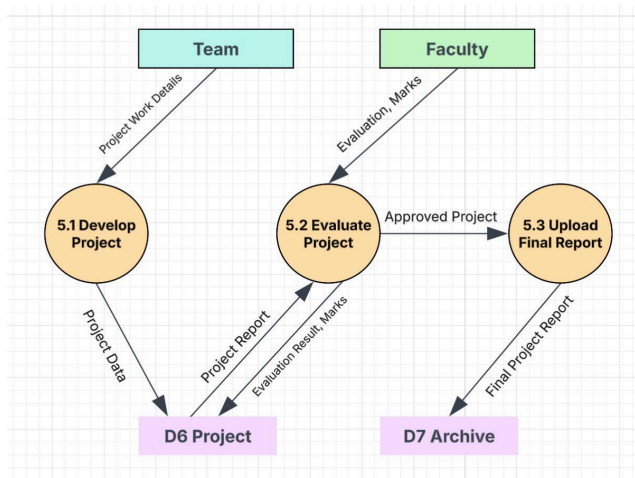 Team
Faculty
Project Work Details
Evaluation, Marks
5.1 Develop
Project
5.2 Evaluate
Project
Approved Project
5.3 Upload
Final Report
Project Data
Project Report
Evaluation Result, Marks
Final Project Report
D6 Project
D7 Archive